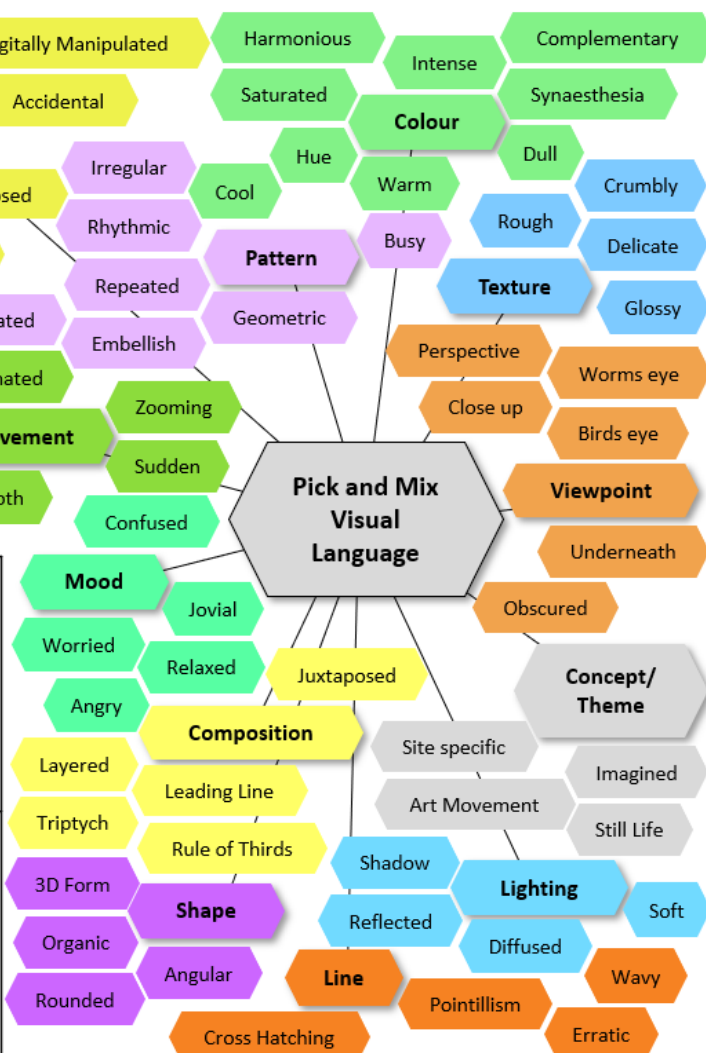 gitally Manipulated
Harmonious
Complementary
Intense
Accidental
Saturated
Synaesthesia
Colour
Hue
Dull
Irregular
Cool
Warm
Crumbly
sed
Rhythmic
Rough
Busy
Delicate
Pattern
Repeated
Texture
Glossy
ated
Geometric
Embellish
Perspective
nated
Worms eye
Zooming
Close up
Birds eye
vement
Sudden
Pick and Mix
Visual
Language
Viewpoint
oth
Confused
Underneath
Mood
Jovial
Obscured
Worried
Relaxed
Juxtaposed
Concept/
Theme
Angry
Composition
Site specific
Layered
Imagined
Leading Line
Art Movement
Triptych
Still Life
Rule of Thirds
Shadow
3D Form
Lighting
Shape
Soft
Reflected
Organic
Diffused
Angular
Line
Wavy
Rounded
Pointillism
Cross Hatching
Erratic